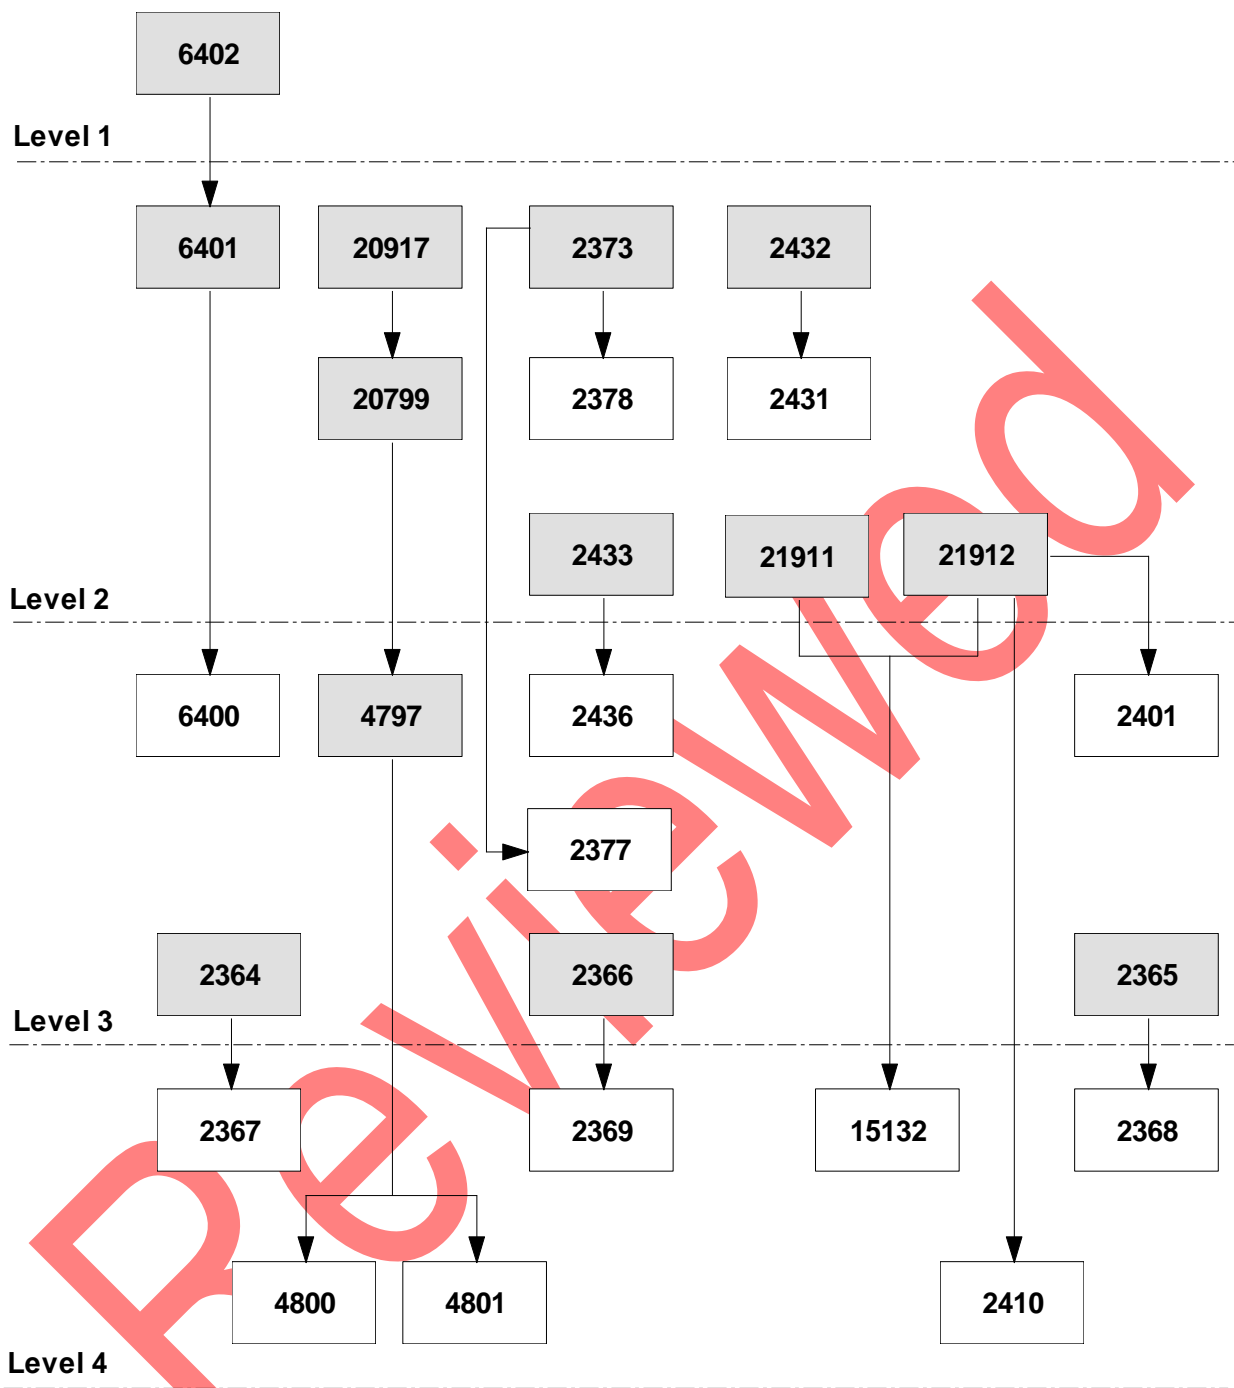 6402
Level 1
6401 20917 2373 2432
20799 2378 2431
2433 21911 21912
Level 2
6400 4797 2436 2401
2377
2364 2366 2365
Level 3
2367 2369 15132 2368
4800 4801 2410
Level 4
Reviewed